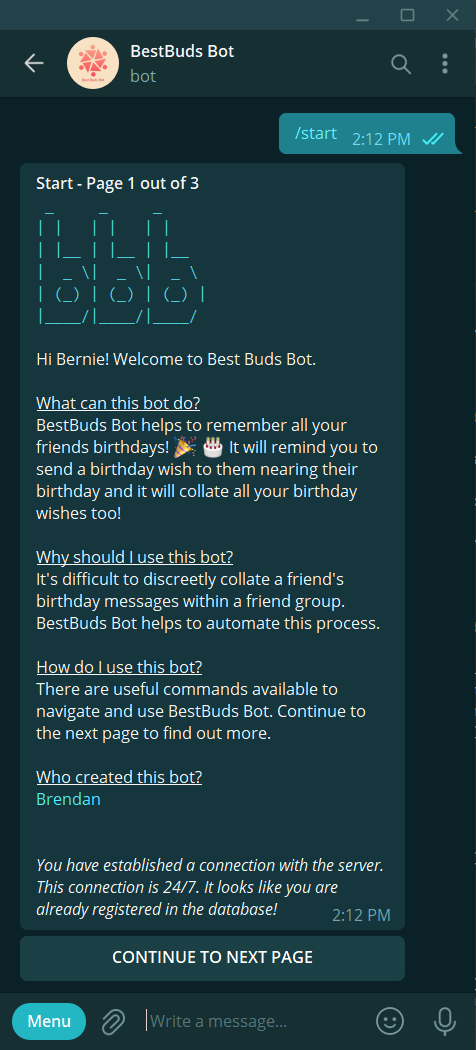 BestBuds Bot
bot
/start
2:12 PM
Start - Page 1 out of 3
 _     _     _
| |   | |   | |
| |__ | |__ | |__
|  _ \|  _ \|  _ \
| (_) | (_) | (_) |
|____/|____/|____/
Hi Bernie! Welcome to Best Buds Bot.
What can this bot do?
BestBuds Bot helps to remember all your
friends birthdays! 🎉 🎂 It will remind you to
send a birthday wish to them nearing their
birthday and it will collate all your birthday
wishes too!
Why should I use this bot?
It's difficult to discreetly collate a friend's
birthday messages within a friend group.
BestBuds Bot helps to automate this process.
How do I use this bot?
There are useful commands available to
navigate and use BestBuds Bot. Continue to
the next page to find out more.
Who created this bot?
Brendan
You have established a connection with the server.
This connection is 24/7. It looks like you are
already registered in the database!
2:12 PM
CONTINUE TO NEXT PAGE
Menu
Write a message...